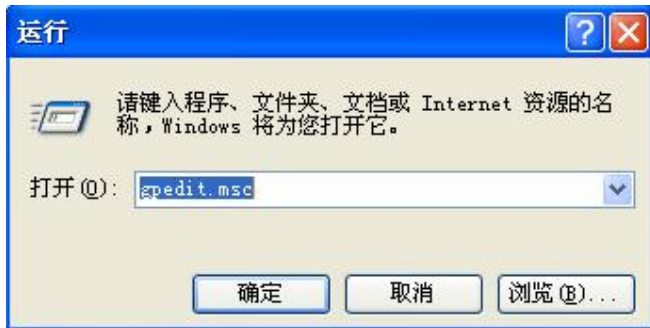 运行
请键入程序、文件夹、文档或 Internet 资源的名
称，Windows 将为您打开它。
打开(O): gpedit.msc
确定 取消 浏览(B)...